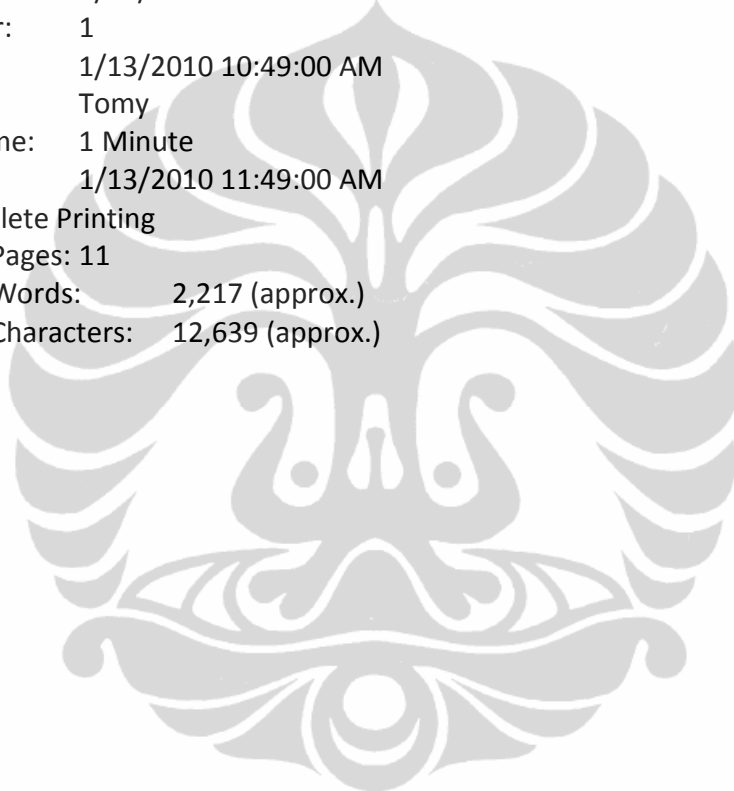 r: 1
1/13/2010 10:49:00 AM
Tomy
ne: 1 Minute
1/13/2010 11:49:00 AM
lete Printing
Pages: 11
Words: 2,217 (approx.)
Characters: 12,639 (approx.)